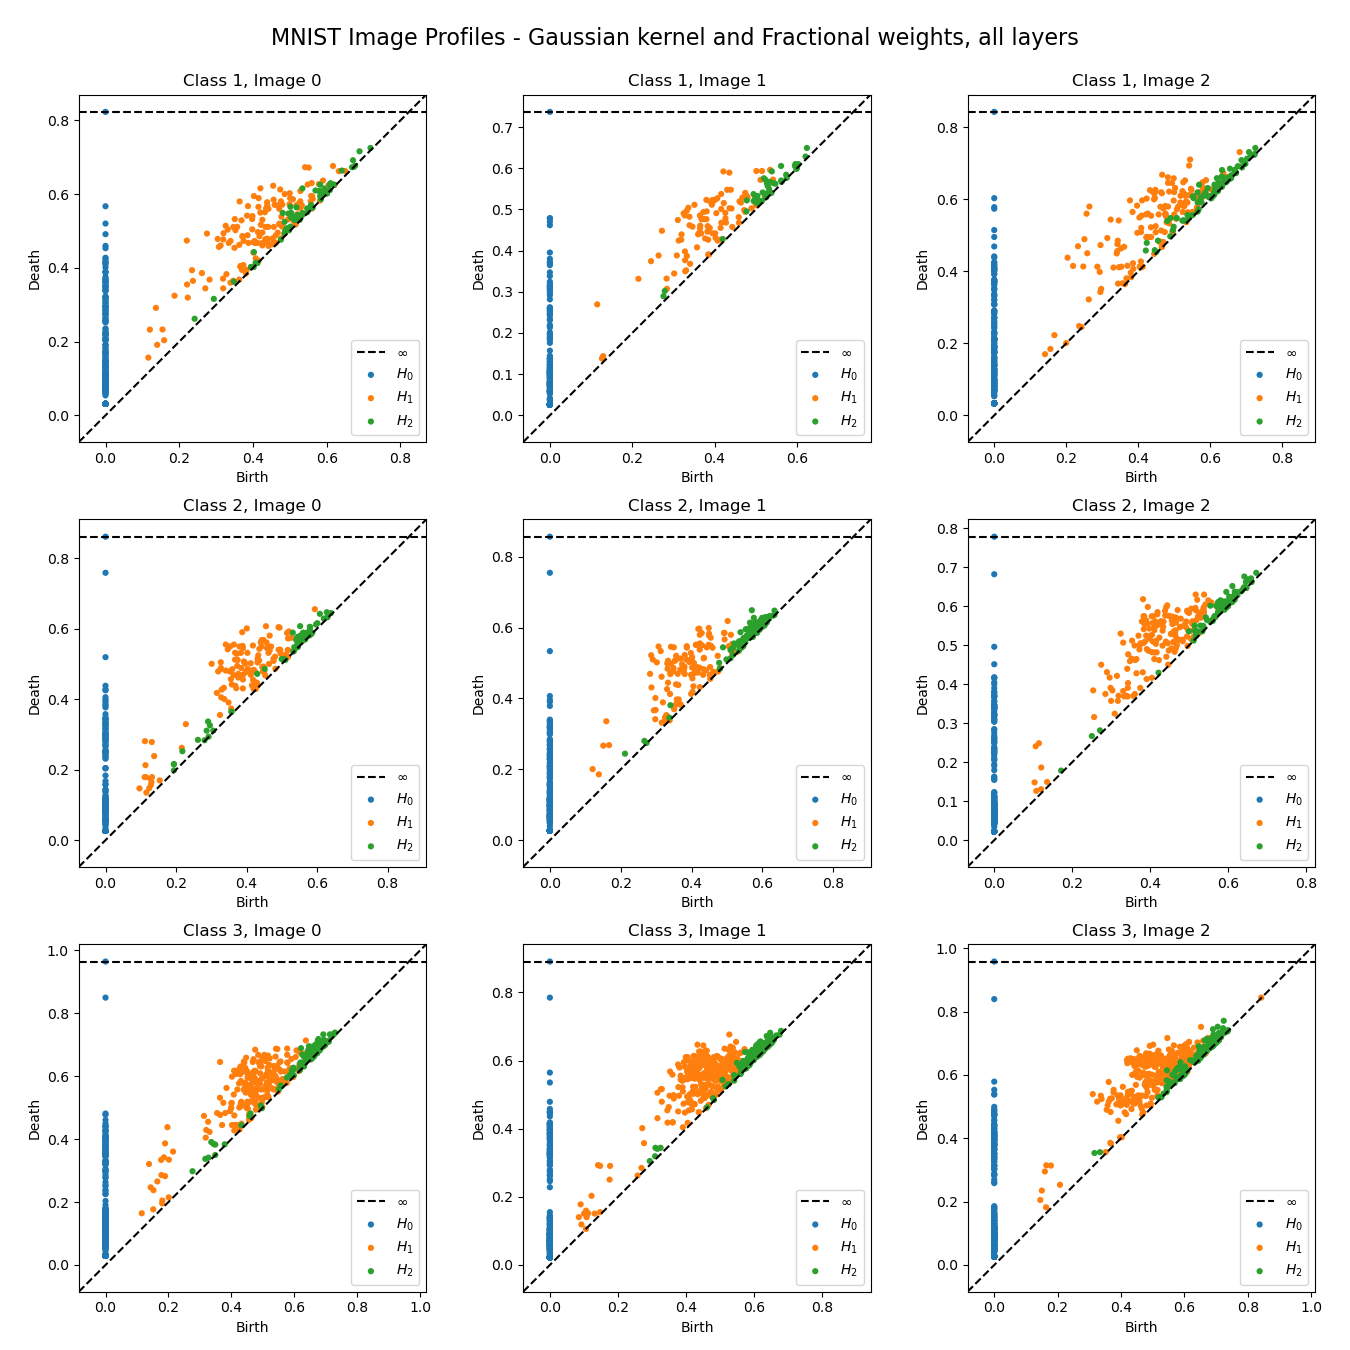 MNIST Image Profiles - Gaussian kernel and Fractional weights, all layers
Class 1, Image 0
Class 1, Image 1
Class 1, Image 2
0.8
0.6
0.4
0.2
0.0
Death
0.0 0.2 0.4 0.6 0.8
Birth
∞
H0
H1
H2
0.7
0.6
0.5
0.4
0.3
0.2
0.1
0.0
Death
0.0 0.2 0.4 0.6
Birth
∞
H0
H1
H2
0.8
0.6
0.4
0.2
0.0
Death
0.0 0.2 0.4 0.6 0.8
Birth
∞
H0
H1
H2
Class 2, Image 0
Class 2, Image 1
Class 2, Image 2
0.8
0.6
0.4
0.2
0.0
Death
0.0 0.2 0.4 0.6 0.8
Birth
∞
H0
H1
H2
0.8
0.6
0.4
0.2
0.0
Death
0.0 0.2 0.4 0.6 0.8
Birth
∞
H0
H1
H2
0.8
0.7
0.6
0.5
0.4
0.3
0.2
0.1
0.0
Death
0.0 0.2 0.4 0.6 0.8
Birth
∞
H0
H1
H2
Class 3, Image 0
Class 3, Image 1
Class 3, Image 2
1.0
0.8
0.6
0.4
0.2
0.0
Death
0.0 0.2 0.4 0.6 0.8 1.0
Birth
∞
H0
H1
H2
0.8
0.6
0.4
0.2
0.0
Death
0.0 0.2 0.4 0.6 0.8
Birth
∞
H0
H1
H2
1.0
0.8
0.6
0.4
0.2
0.0
Death
0.0 0.2 0.4 0.6 0.8 1.0
Birth
∞
H0
H1
H2